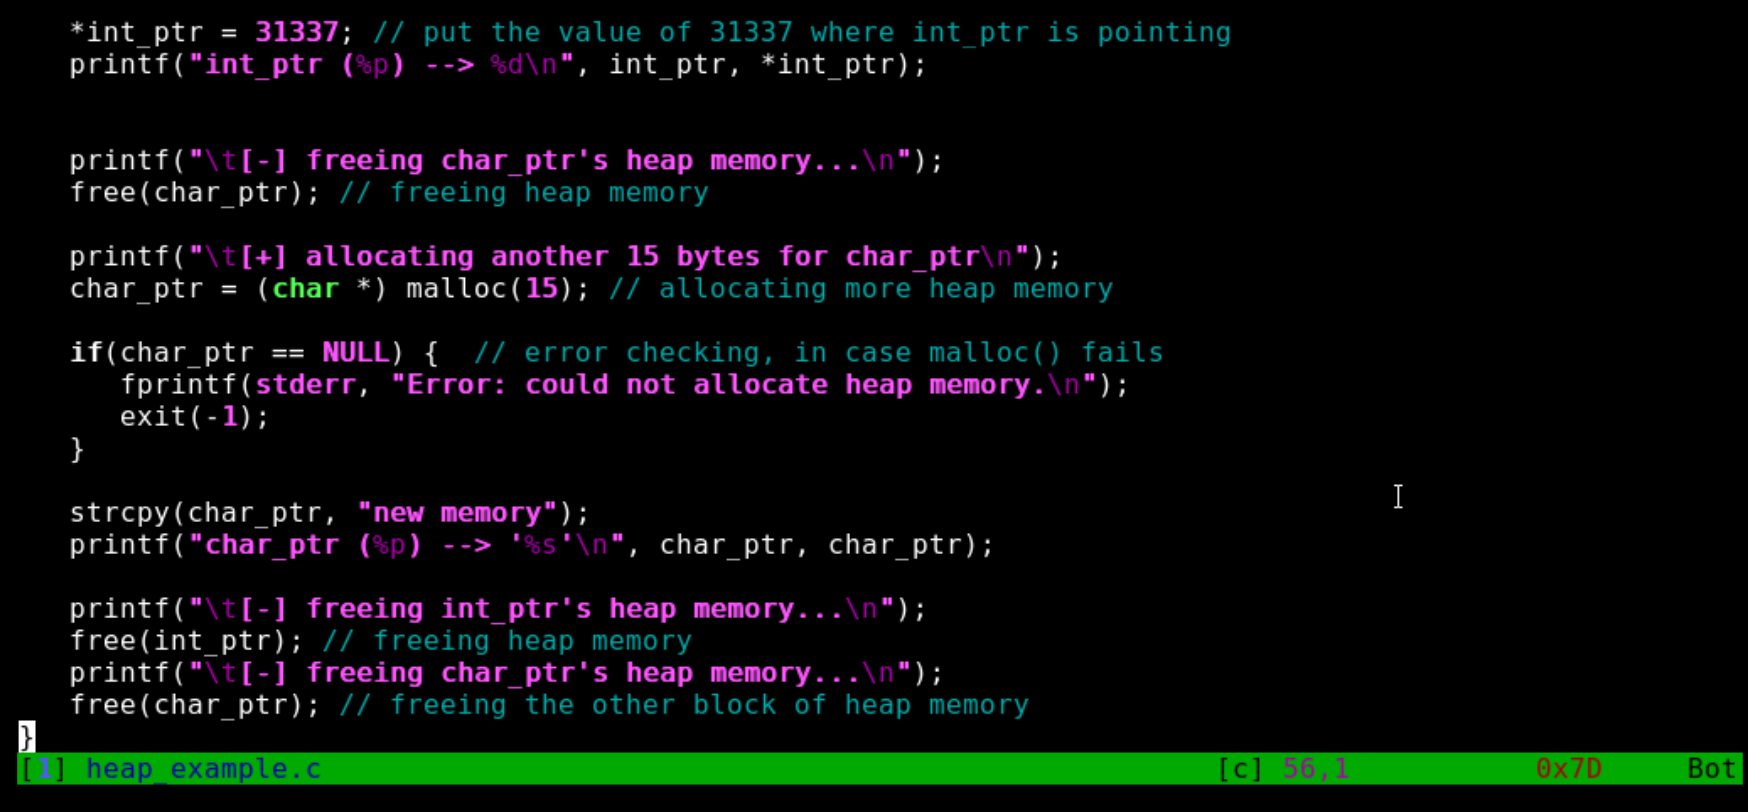 *int_ptr = 31337; // put the value of 31337 where int_ptr is pointing
printf("int_ptr (%p) --> %d\n", int_ptr, *int_ptr);
printf("\t[-] freeing char_ptr's heap memory...\n");
free(char_ptr); // freeing heap memory
printf("\t[+] allocating another 15 bytes for char_ptr\n");
char_ptr = (char *) malloc(15); // allocating more heap memory
if(char_ptr == NULL) {  // error checking, in case malloc() fails
fprintf(stderr, "Error: could not allocate heap memory.\n");
exit(-1);
}
strcpy(char_ptr, "new memory");
printf("char_ptr (%p) --> '%s'\n", char_ptr, char_ptr);
printf("\t[-] freeing int_ptr's heap memory...\n");
free(int_ptr); // freeing heap memory
printf("\t[-] freeing char_ptr's heap memory...\n");
free(char_ptr); // freeing the other block of heap memory
}
[1] heap_example.c [c] 56,1 0x7D Bot